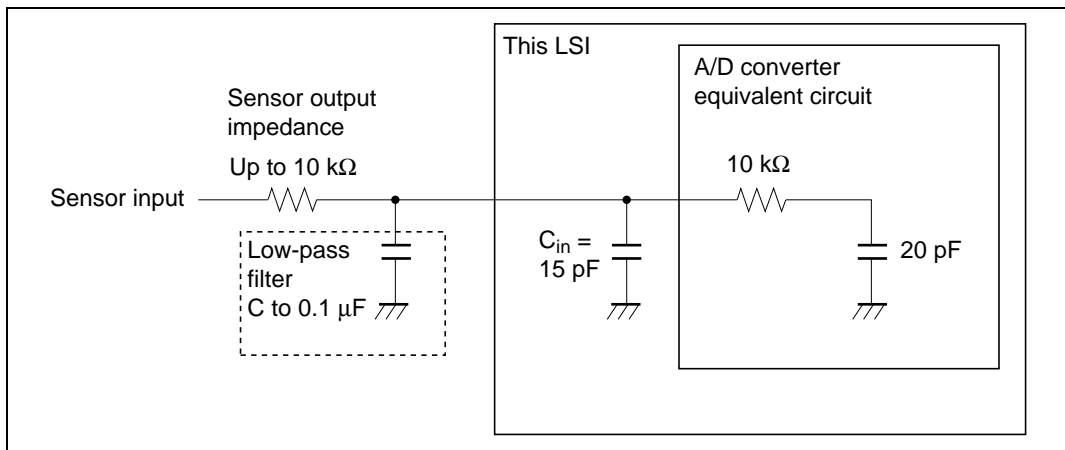 This LSI
A/D converter
equivalent circuit
Sensor output
impedance
Up to 10 kΩ
10 kΩ
Sensor input
Low-pass
filter
C to 0.1 μF
Cin =
15 pF
20 pF